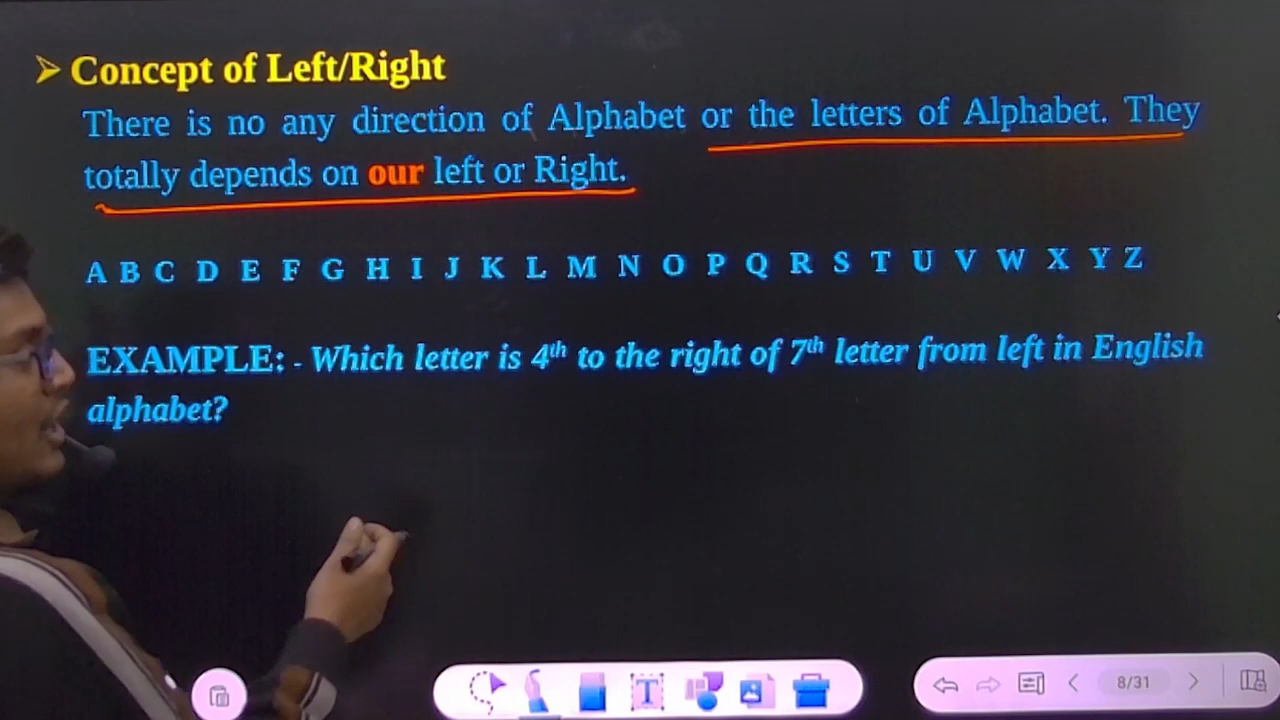 ➢ Concept of Left/Right
There is no any direction of Alphabet or the letters of Alphabet. They
totally depends on our left or Right.
A B C D E F G H I J K L M N O P Q R S T U V W X Y Z
EXAMPLE: - Which letter is 4th to the right of 7th letter from left in English
alphabet?
T
8/31